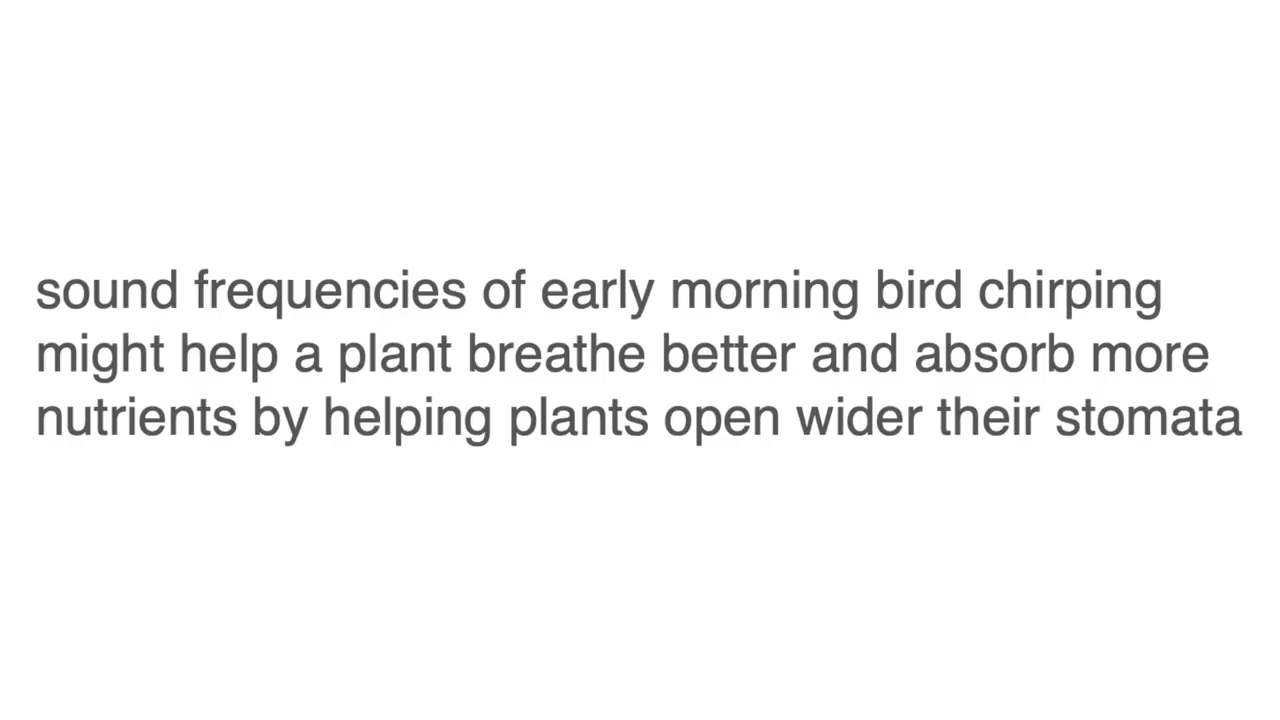 sound frequencies of early morning bird chirping
might help a plant breathe better and absorb more
nutrients by helping plants open wider their stomata